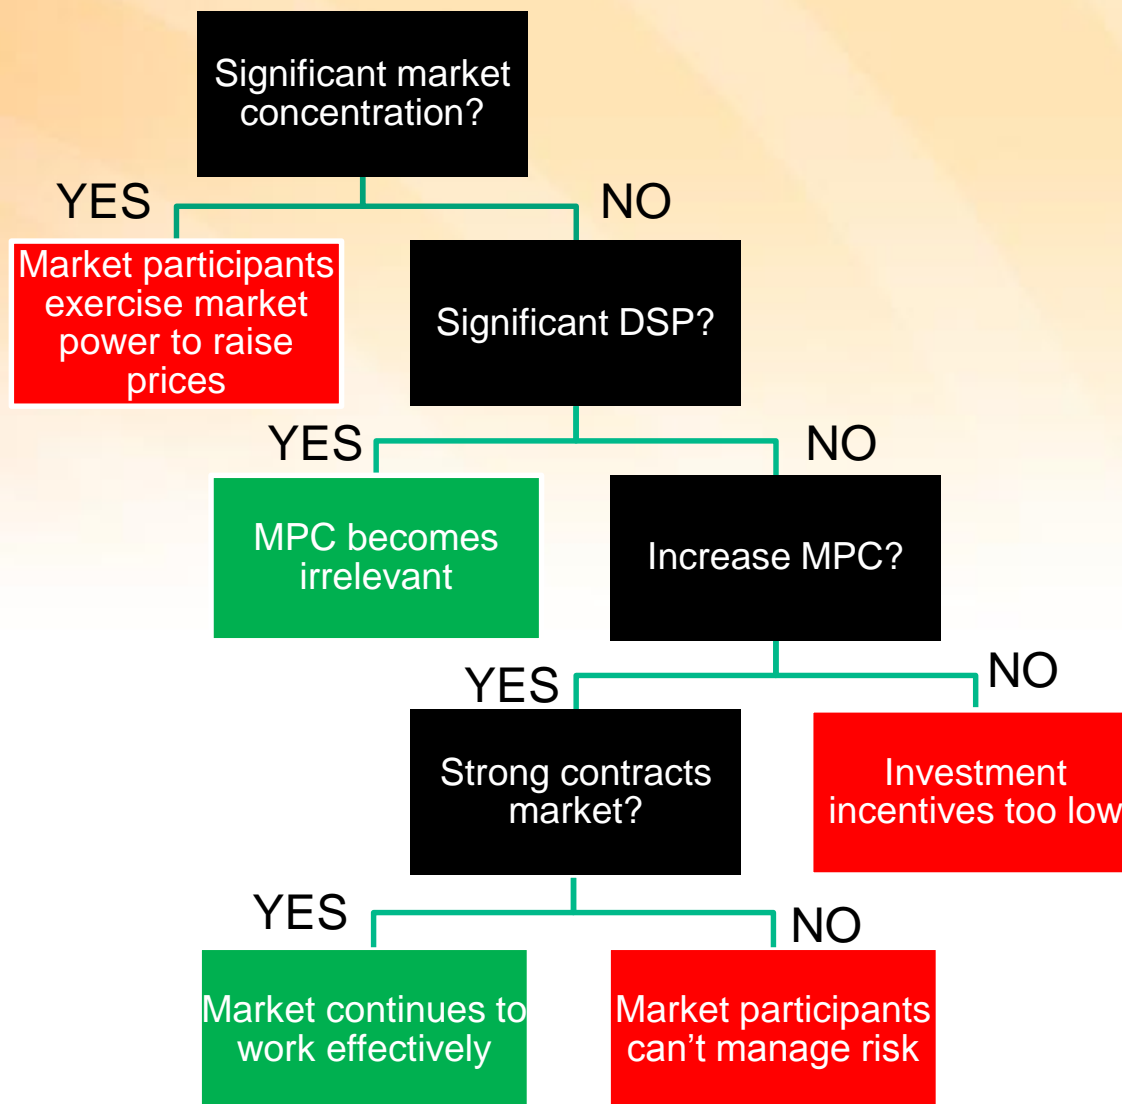 Significant market
concentration?
YES
NO
Market participants
exercise market
power to raise
prices
Significant DSP?
YES
NO
MPC becomes
irrelevant
Increase MPC?
YES
NO
Strong contracts
market?
Investment
incentives too low
YES
NO
Market continues to
work effectively
Market participants
can’t manage risk